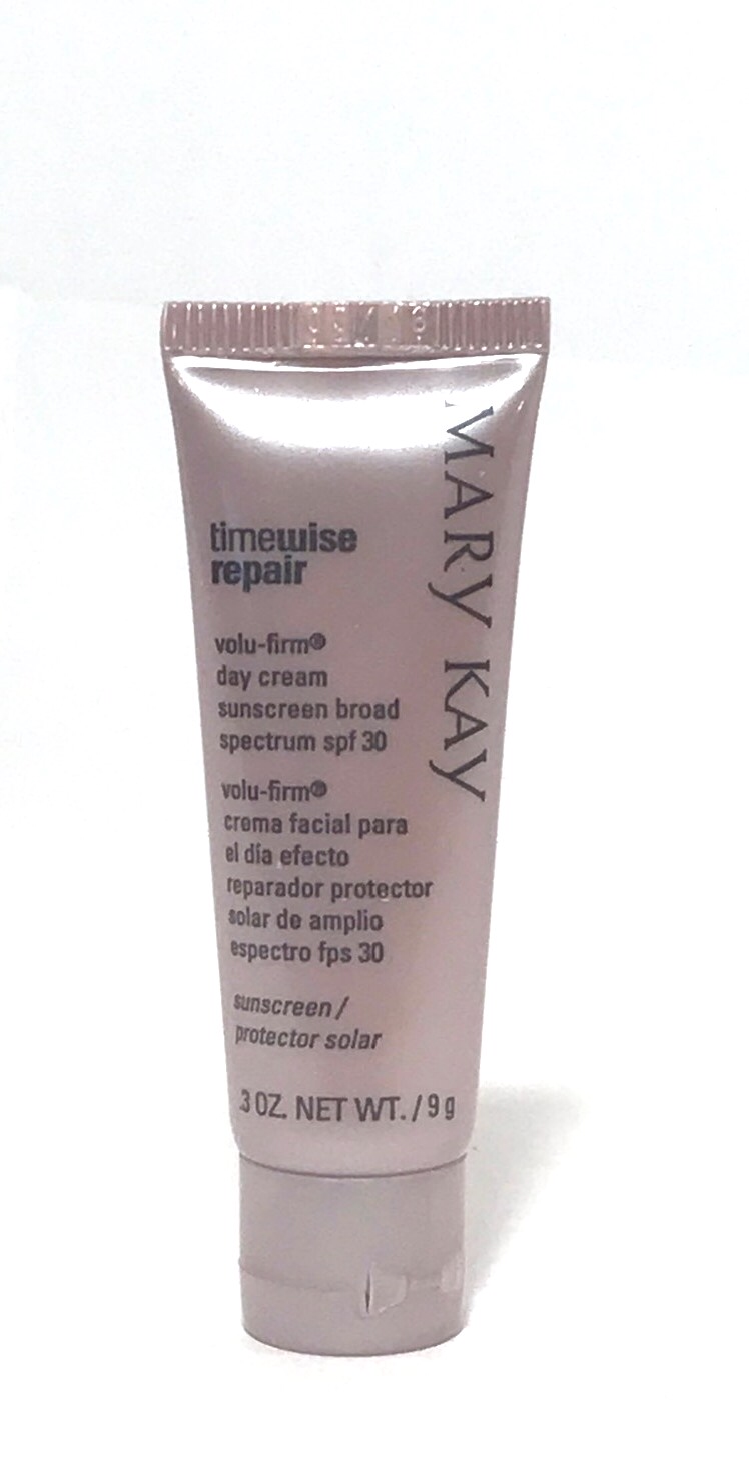 MARY KAY
timewise
repair
volu-firm®
day cream
sunscreen broad
spectrum spf 30
volu-firm®
crema facial para
el día efecto
reparador protector
solar de amplio
espectro fps 30
sunscreen/
protector solar
.3 OZ. NET WT. / 9 g